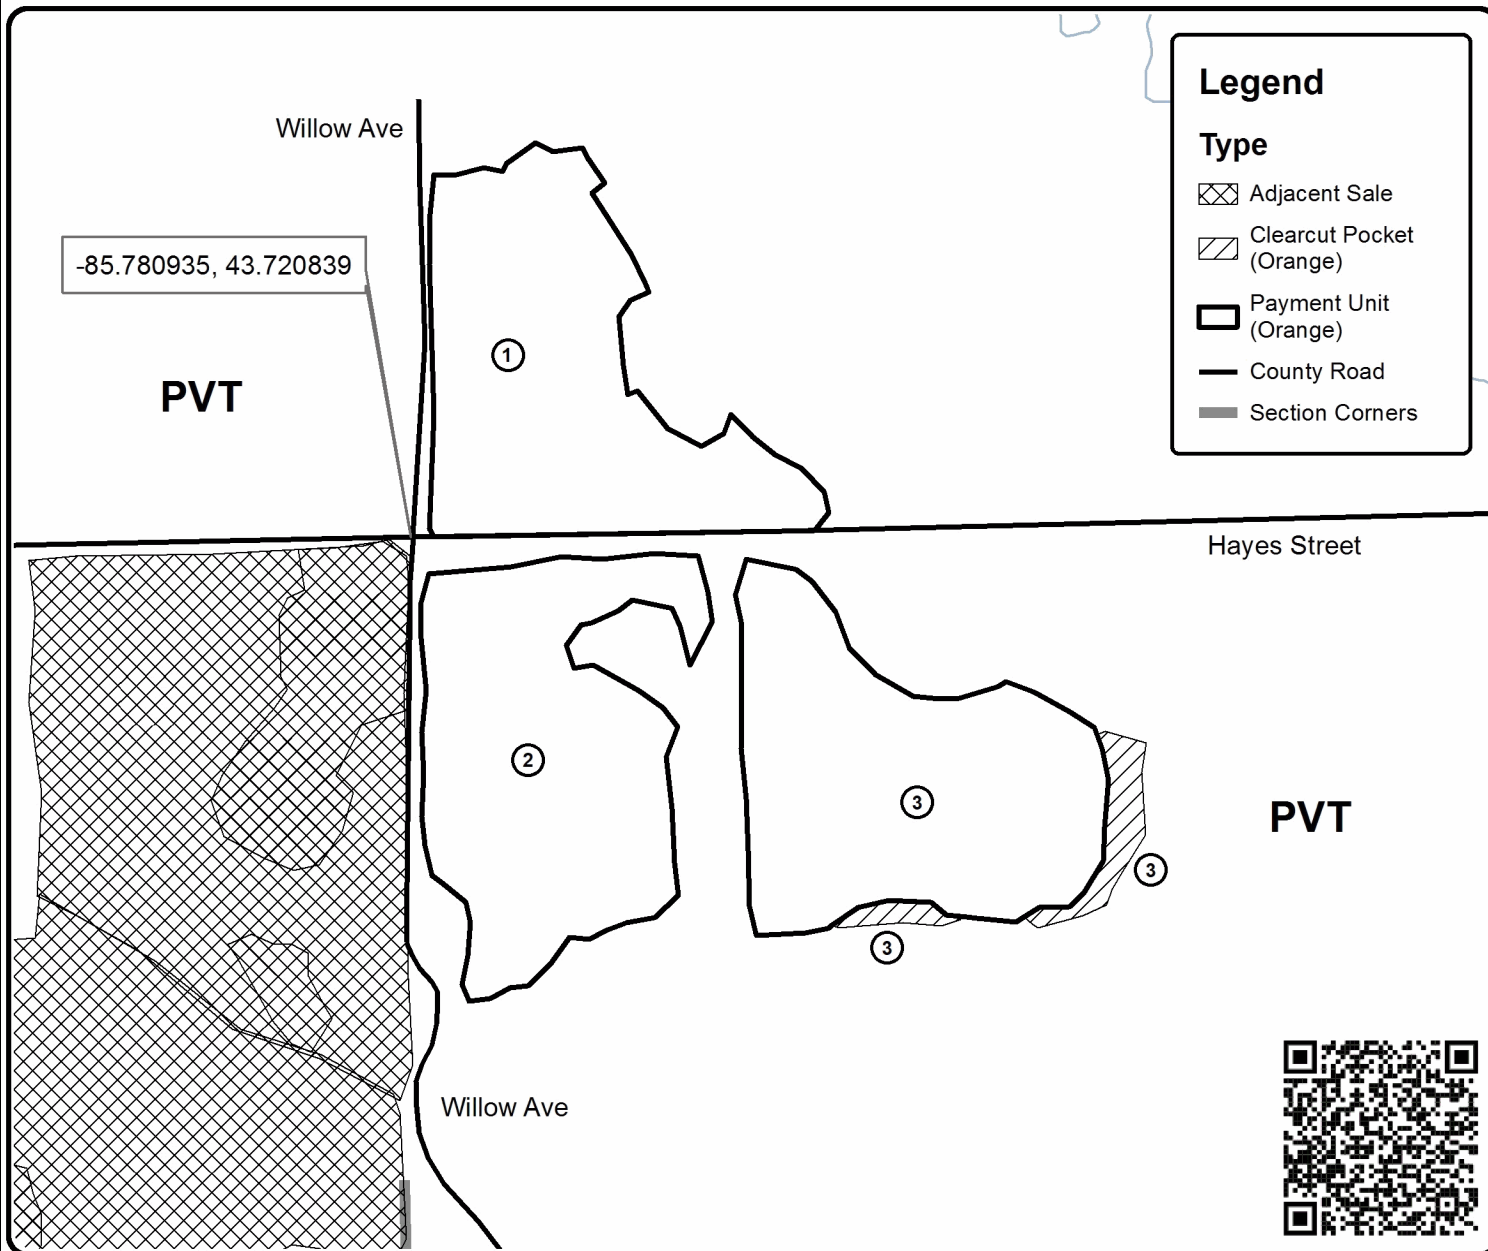 Legend
Willow Ave
Type
Adjacent Sale
Clearcut Pocket
(Orange)
-85.780935, 43.720839
Payment Unit
(Orange)
1
County Road
PVT
Section Corners
Hayes Street
2
3
PVT
3
3
Willow Ave